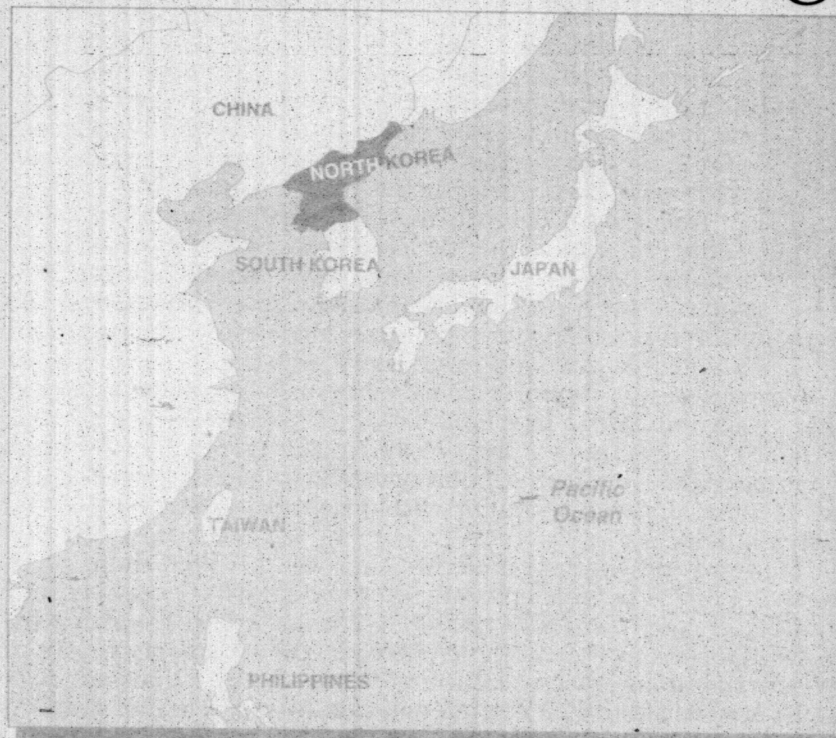 CHINA
NORTH KOREA
SOUTH KOREA
JAPAN
Pacific
Ocean
TAIWAN
PHILIPPINES